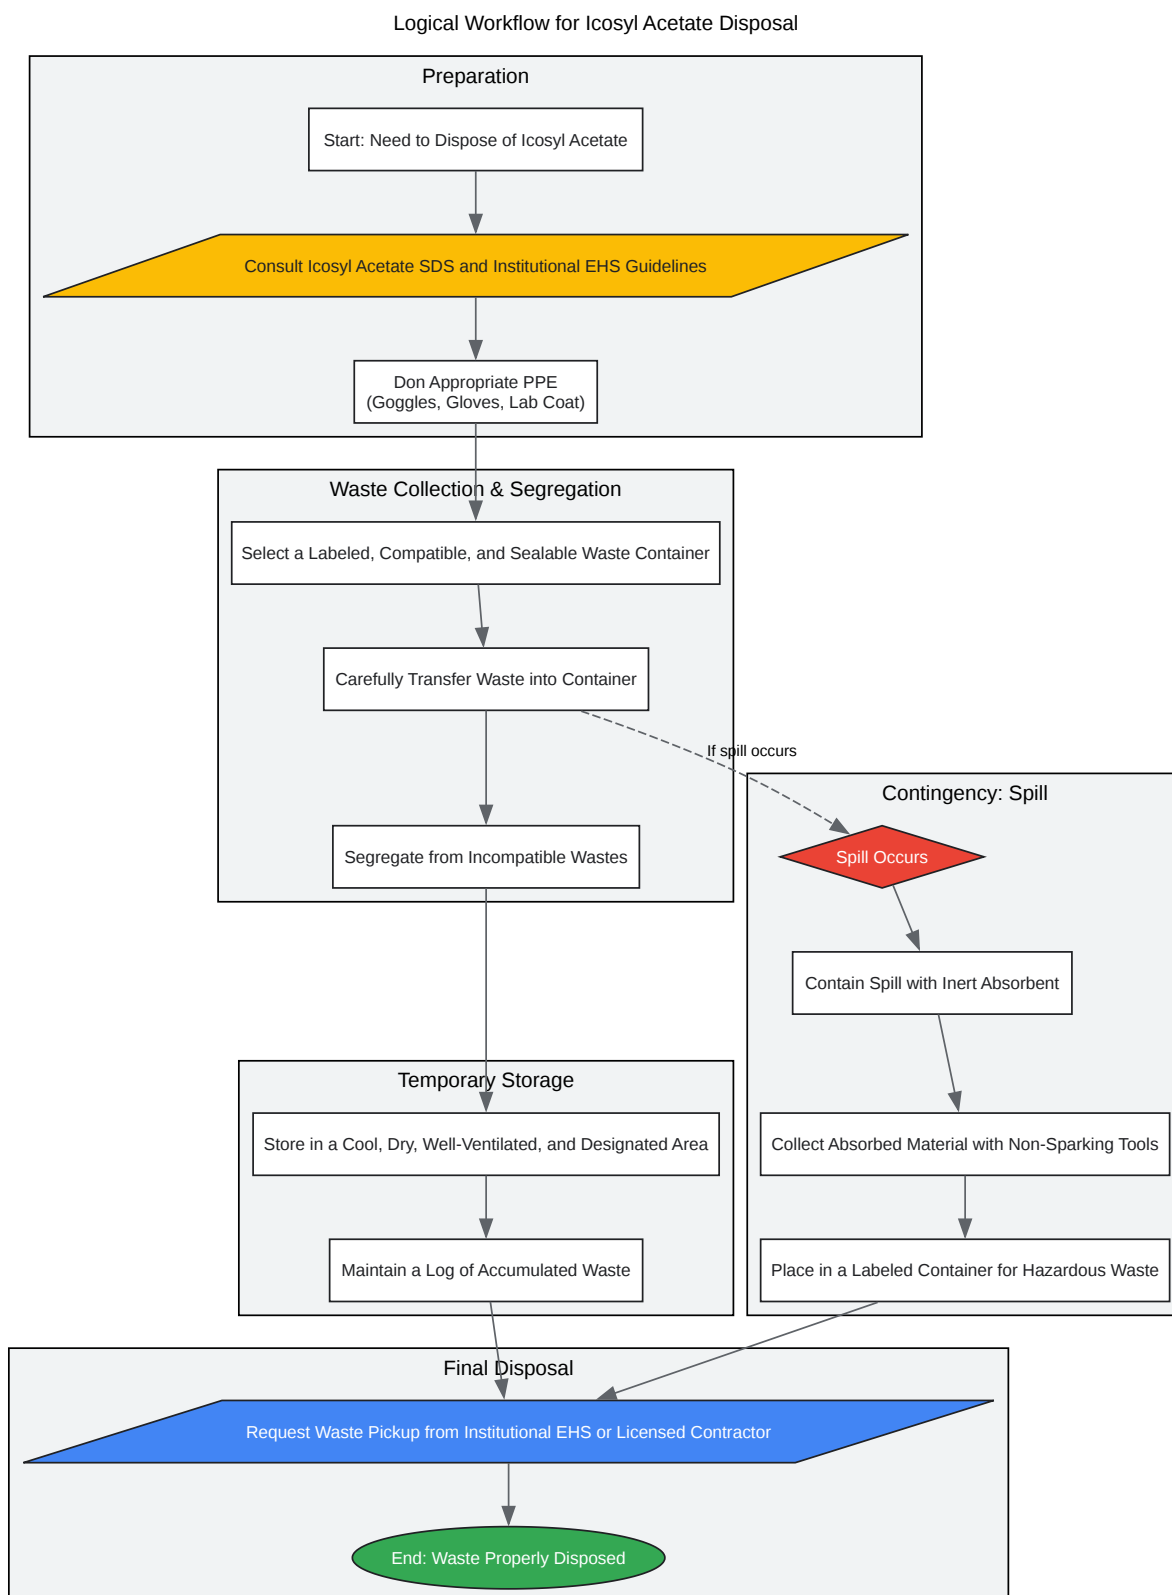 Logical Workflow for Icosyl Acetate Disposal
Preparation
Start: Need to Dispose of Icosyl Acetate
Consult Icosyl Acetate SDS and Institutional EHS Guidelines
Don Appropriate PPE
(Goggles, Gloves, Lab Coat)
Waste Collection & Segregation
Select a Labeled, Compatible, and Sealable Waste Container
Carefully Transfer Waste into Container
If spill occurs
Segregate from Incompatible Wastes
Contingency: Spill
Spill Occurs
Contain Spill with Inert Absorbent
Collect Absorbed Material with Non-Sparking Tools
Place in a Labeled Container for Hazardous Waste
Temporary Storage
Store in a Cool, Dry, Well-Ventilated, and Designated Area
Maintain a Log of Accumulated Waste
Final Disposal
Request Waste Pickup from Institutional EHS or Licensed Contractor
End: Waste Properly Disposed